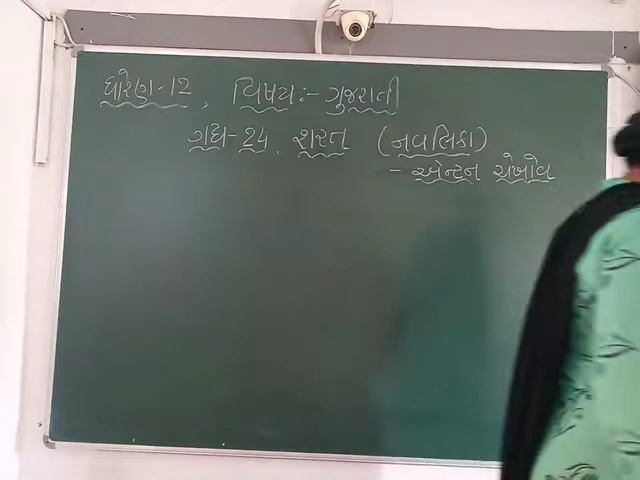 ધોરણ-12, વિષય:- ગુજરાતી
ગદ્ય-24. શરત (નવલિકા)
- એન્ટન ચેખોવ